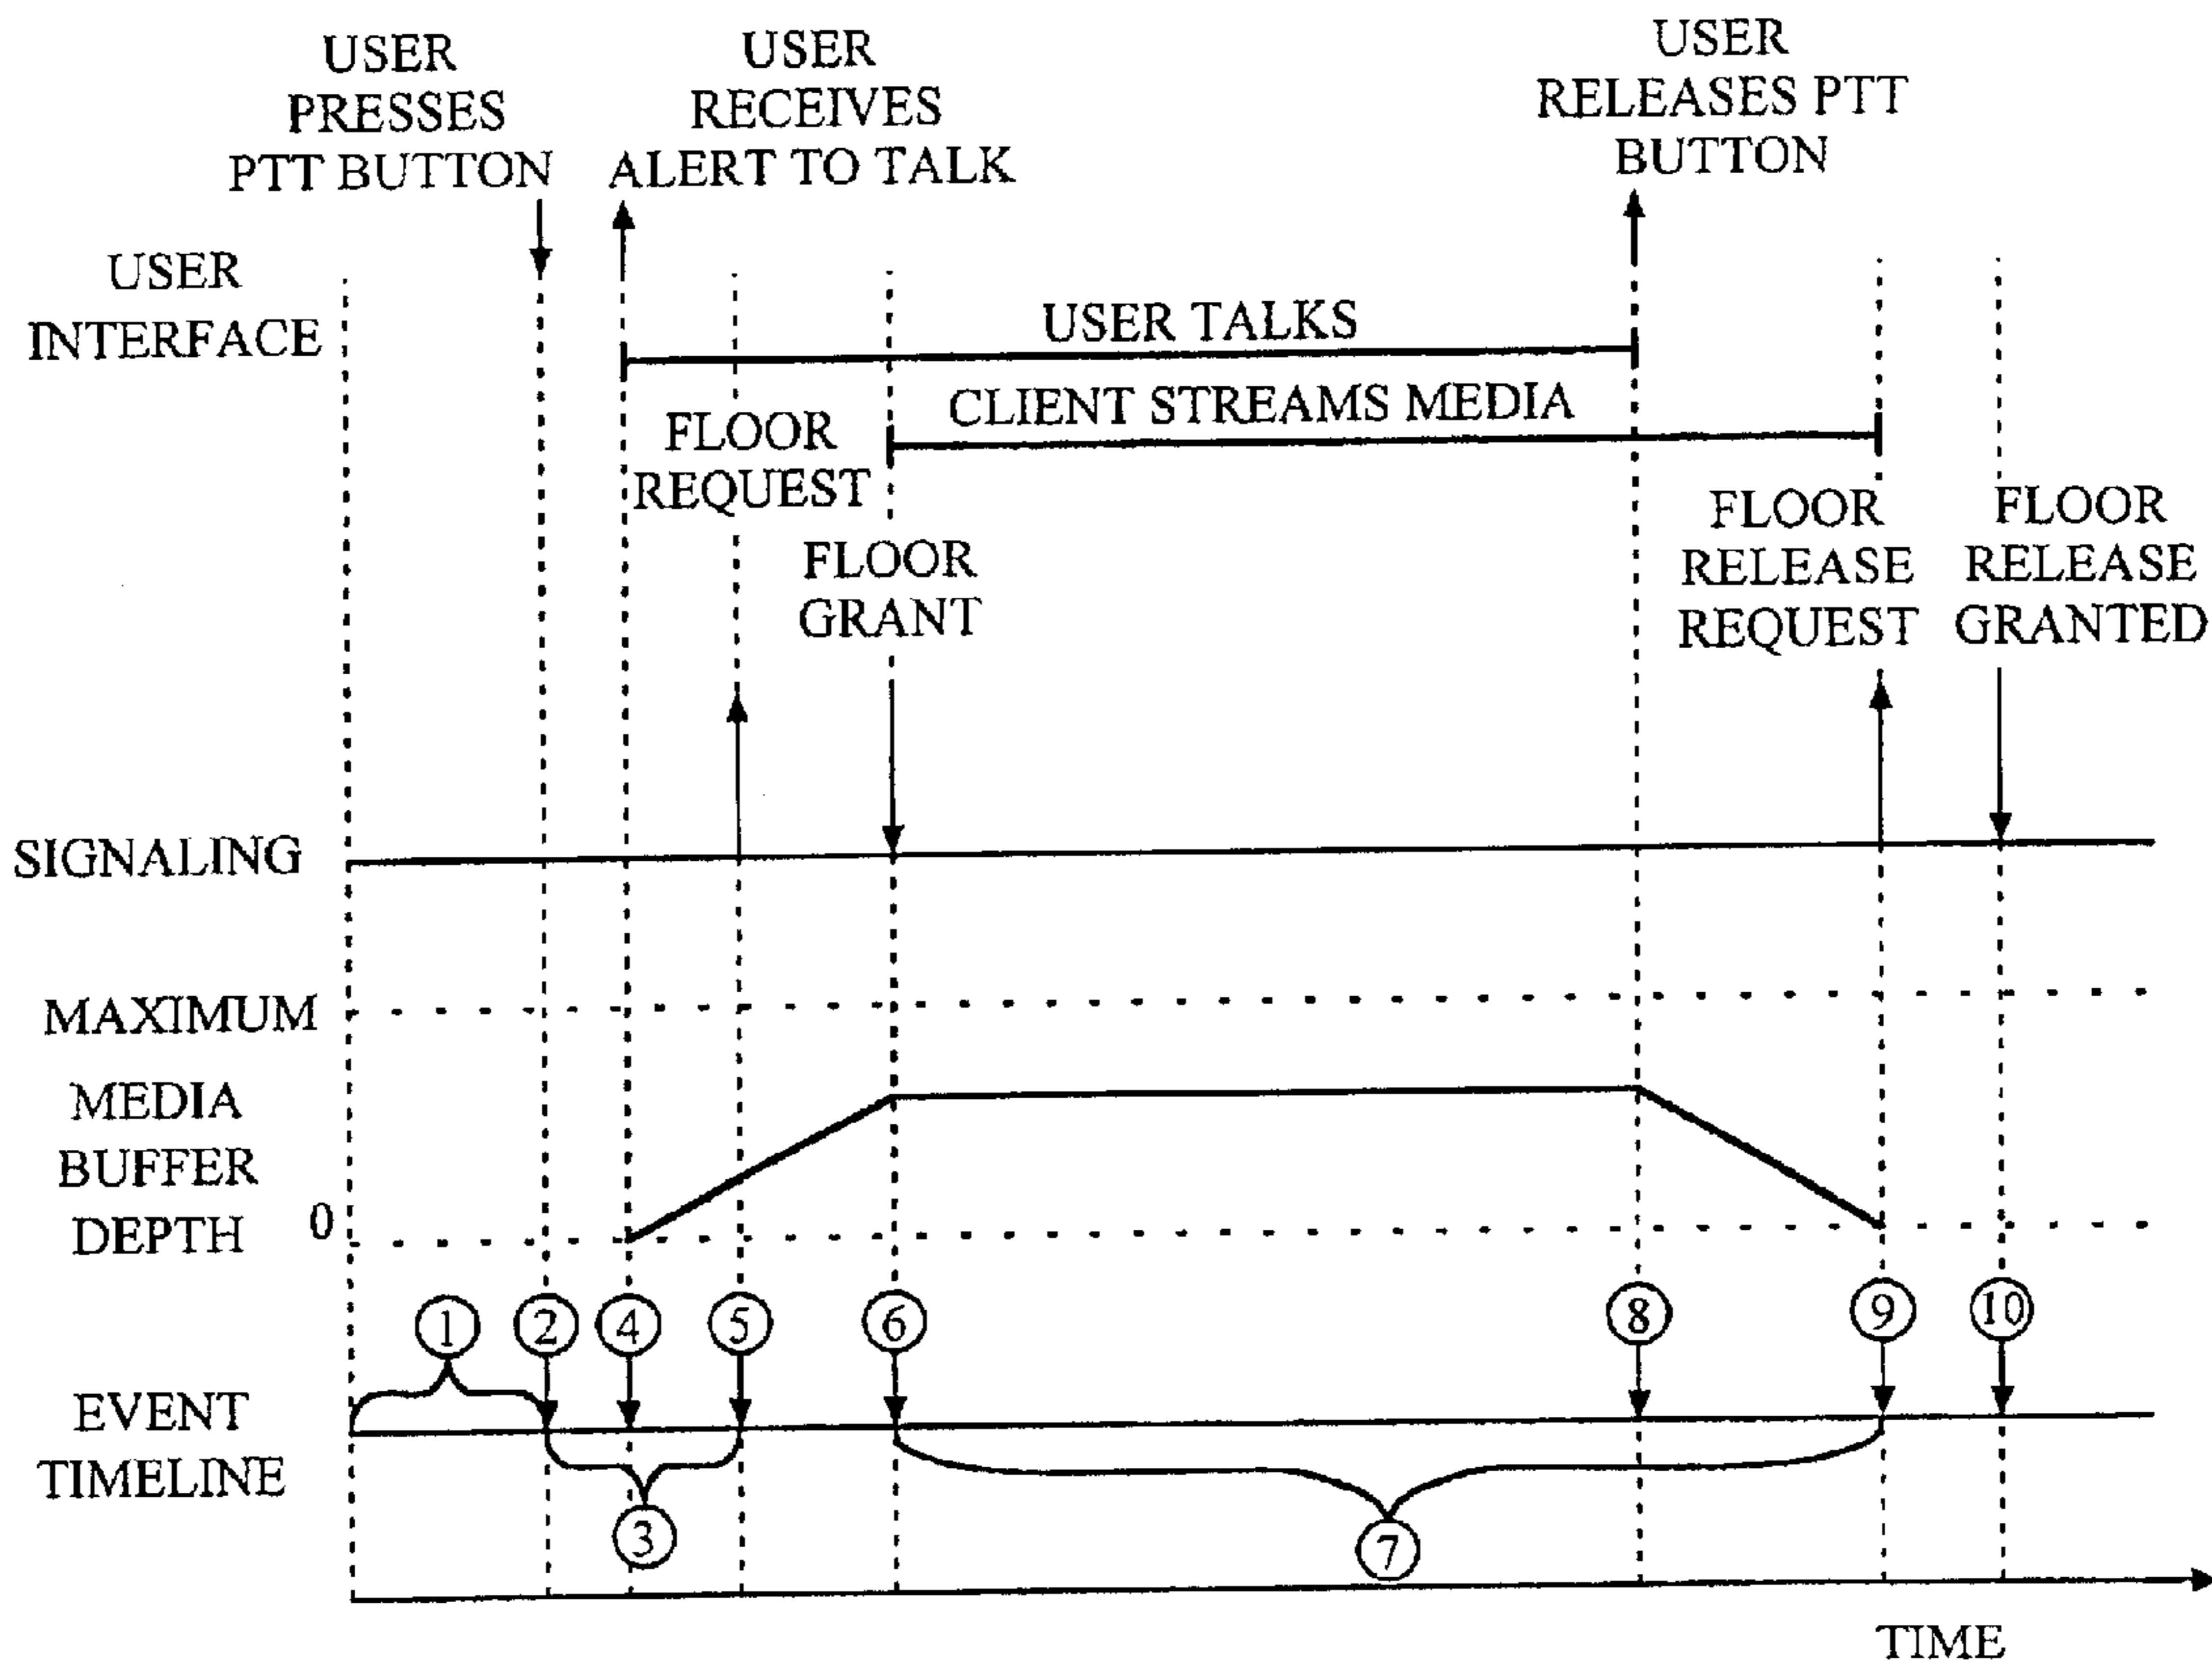 USER
PRESSES
PTT BUTTON
USER
RECEIVES
ALERT TO TALK
USER
RELEASES PTT
BUTTON
USER
INTERFACE
USER TALKS
CLIENT STREAMS MEDIA
FLOOR
REQUEST
FLOOR
GRANT
FLOOR
RELEASE
REQUEST
FLOOR
RELEASE
GRANTED
SIGNALING
MAXIMUM
MEDIA
BUFFER
DEPTH
0
1
2
4
5
6
8
9
10
EVENT
TIMELINE
3
7
TIME